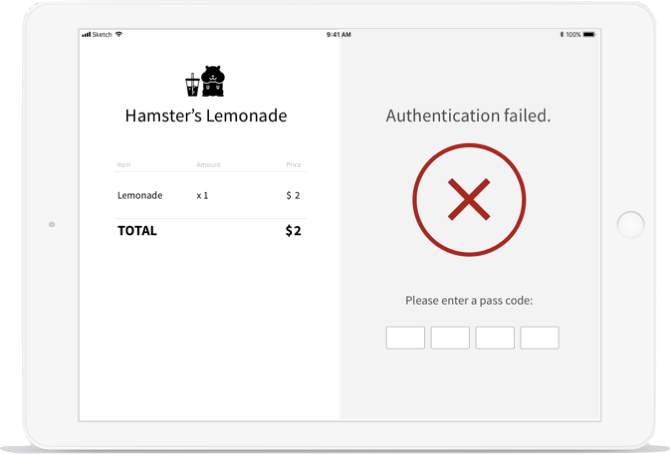 Sketch
9:41 AM
100%
Hamster's Lemonade
Item Amount Price
Lemonade x 1 $ 2
TOTAL $2
Authentication failed.
Please enter a pass code: